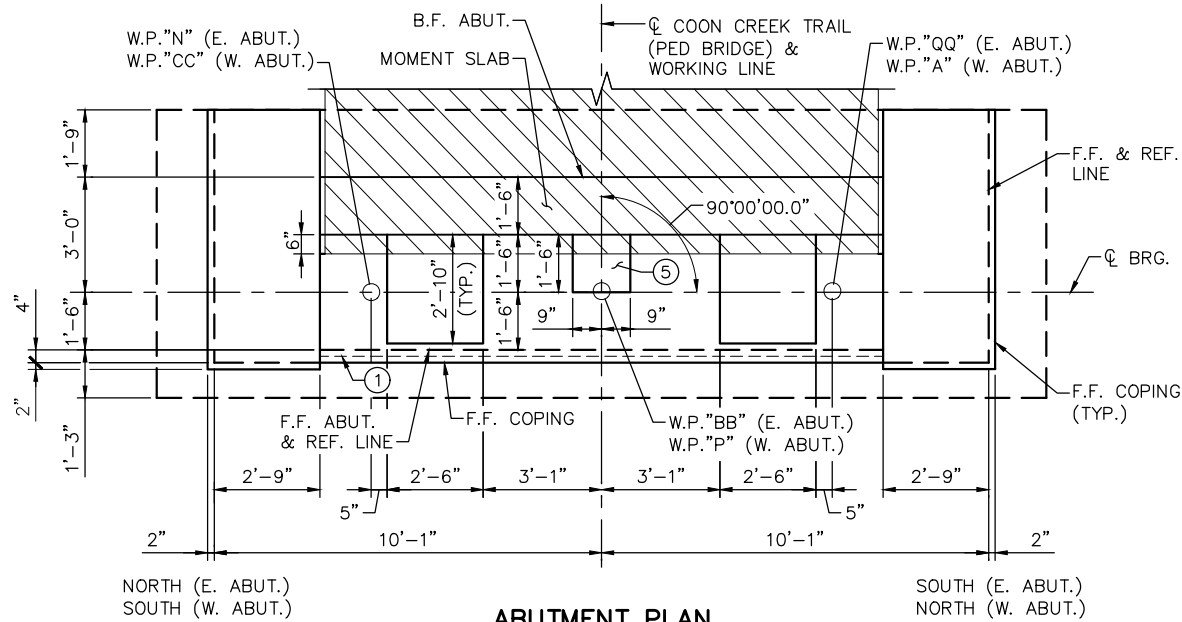 B.F. ABUT.
℄ COON CREEK TRAIL
(PED BRIDGE) &
WORKING LINE
W.P."N" (E. ABUT.)
W.P."CC" (W. ABUT.)
MOMENT SLAB
W.P."QQ" (E. ABUT.)
W.P."A" (W. ABUT.)
1'-9"
F.F. & REF.
LINE
3'-0"
1'-6"
90°00'00.0"
6"
2'-10"
(TYP.)
1'-6"
1'-6"
5
℄ BRG.
4"
1'-6"
1'-6"
9"
9"
1
2"
1'-3"
F.F. ABUT.
& REF. LINE
F.F. COPING
W.P."BB" (E. ABUT.)
W.P."P" (W. ABUT.)
F.F. COPING
(TYP.)
2'-9"
2'-6"
3'-1"
3'-1"
2'-6"
2'-9"
5"
5"
2"
10'-1"
10'-1"
2"
NORTH (E. ABUT.)
SOUTH (W. ABUT.)
SOUTH (E. ABUT.)
NORTH (W. ABUT.)
ABUTMENT PLAN